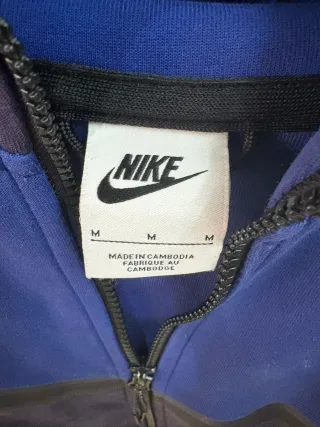 NIKE
M M M
MADE IN CAMBODIA
FABRIQUE AU
CAMBODGE